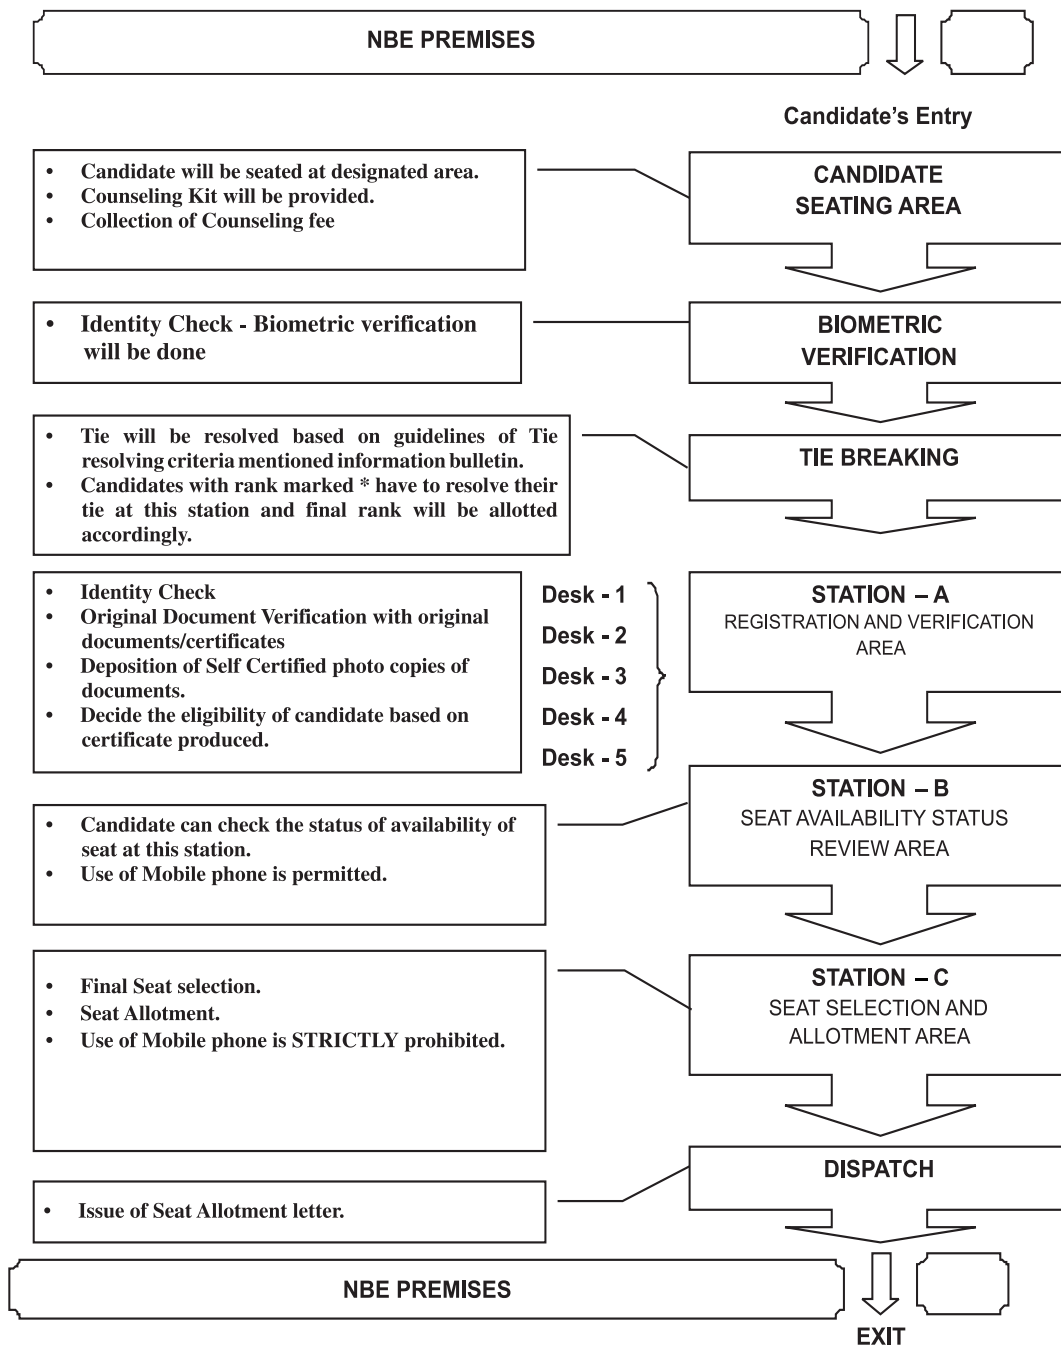 NBE PREMISES
Candidate's Entry
• Candidate will be seated at designated area.
• Counseling Kit will be provided.
• Collection of Counseling fee
CANDIDATE
SEATING AREA
• Identity Check - Biometric verification
will be done
BIOMETRIC
VERIFICATION
• Tie will be resolved based on guidelines of Tie
resolving criteria mentioned information bulletin.
• Candidates with rank marked * have to resolve their
tie at this station and final rank will be allotted
accordingly.
TIE BREAKING
• Identity Check
• Original Document Verification with original
documents/certificates
• Deposition of Self Certified photo copies of
documents.
• Decide the eligibility of candidate based on
certificate produced.
Desk - 1
Desk - 2
Desk - 3
Desk - 4
Desk - 5
STATION – A
REGISTRATION AND VERIFICATION
AREA
• Candidate can check the status of availability of
seat at this station.
• Use of Mobile phone is permitted.
STATION – B
SEAT AVAILABILITY STATUS
REVIEW AREA
• Final Seat selection.
• Seat Allotment.
• Use of Mobile phone is STRICTLY prohibited.
STATION – C
SEAT SELECTION AND
ALLOTMENT AREA
• Issue of Seat Allotment letter.
DISPATCH
NBE PREMISES
EXIT